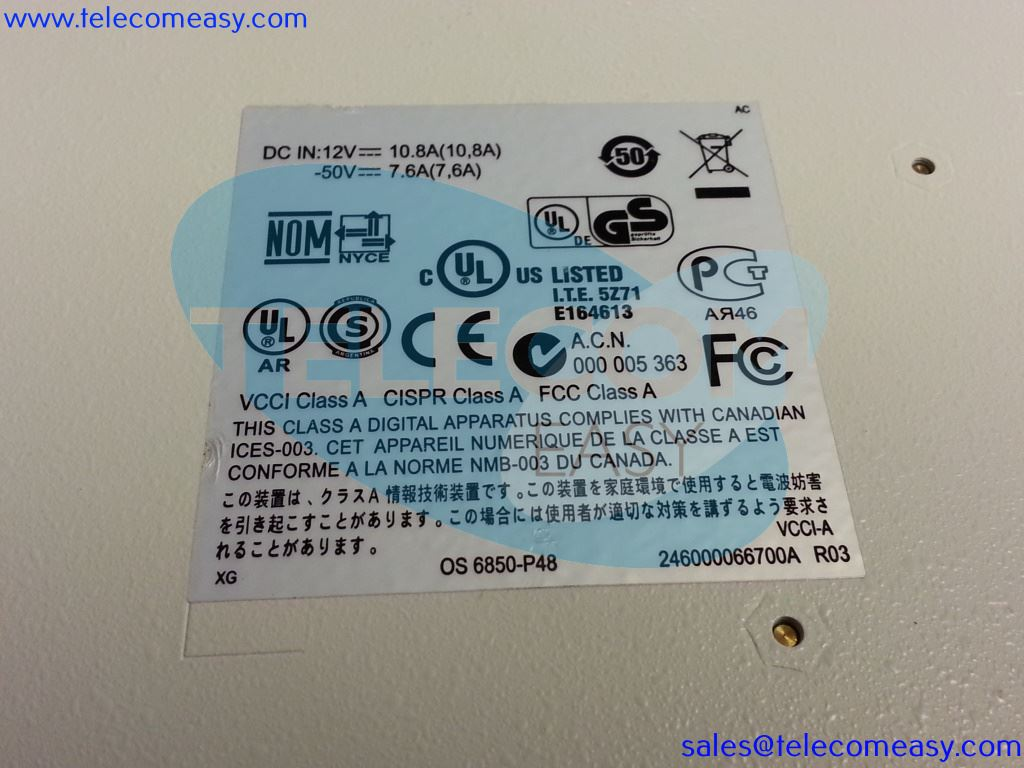 www.telecomeasy.com
AC
DC IN:12V⎓ 10.8A(10,8A)
-50V⎓ 7.6A(7,6A)
50
UL DE GS geprüfte Sicherheit
NOM NYCE
c UL ® US LISTED
I.T.E. 5Z71
E164613
PCT
АЯ46
UL ® AR
REPUBLICA S ARGENTINA
CE
A.C.N.
000 005 363
FC
TELECOM
EASY
VCCI Class A CISPR Class A FCC Class A
THIS CLASS A DIGITAL APPARATUS COMPLIES WITH CANADIAN
ICES-003. CET APPAREIL NUMERIQUE DE LA CLASSE A EST
CONFORME A LA NORME NMB-003 DU CANADA.
この装置は、クラスA情報技術装置です。この装置を家庭環境で使用すると電波妨害
を引き起こすことがあります。この場合には使用者が適切な対策を講ずるよう要求さ
れることがあります。
VCCI-A
XG
OS 6850-P48
246000066700A R03
sales@telecomeasy.com